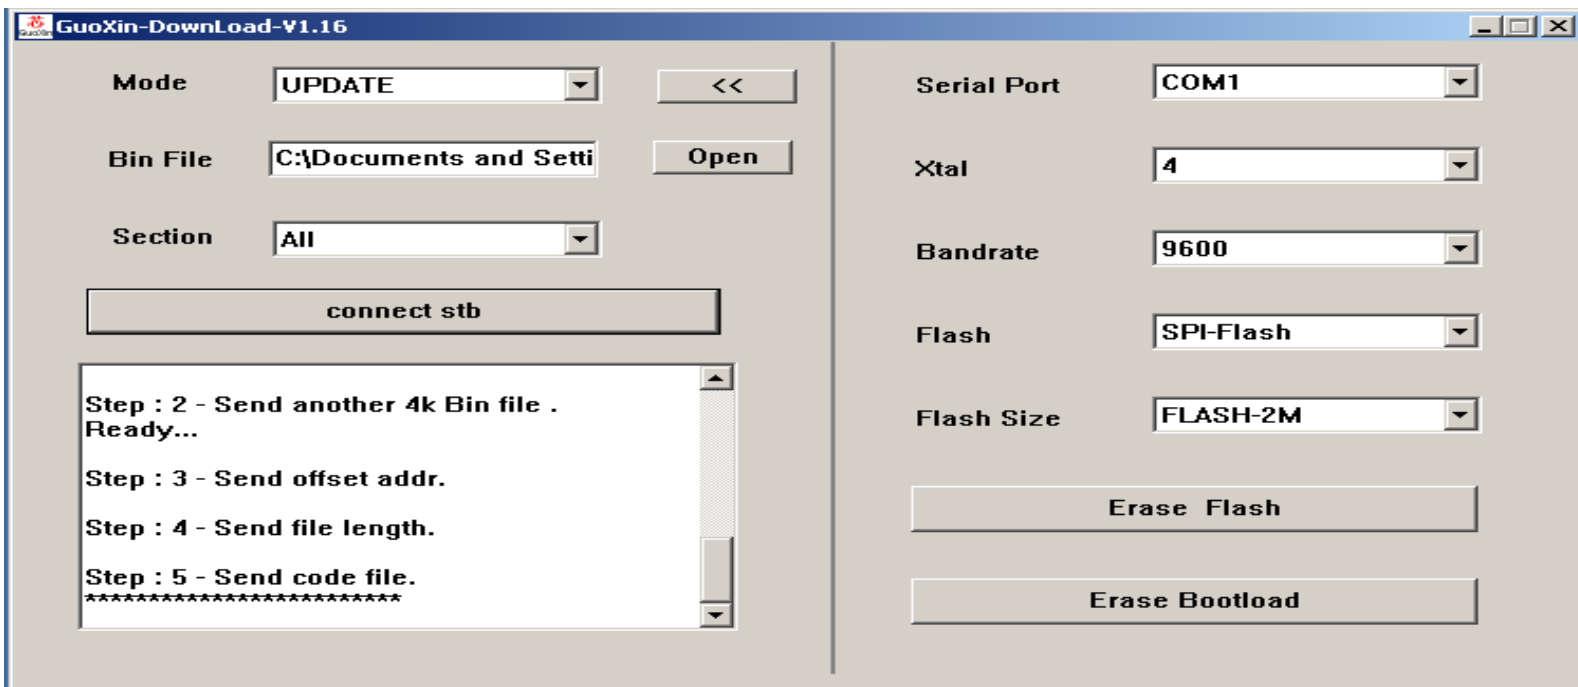 芯
GuoXin
GuoXin-DownLoad-V1.16
Mode
UPDATE
<<
Bin File
C:\Documents and Setti
Open
Section
All
connect stb
Step : 2 - Send another 4k Bin file .
Ready...
Step : 3 - Send offset addr.
Step : 4 - Send file length.
Step : 5 - Send code file.
*************************
Serial Port
COM1
Xtal
4
Bandrate
9600
Flash
SPI-Flash
Flash Size
FLASH-2M
Erase Flash
Erase Bootload